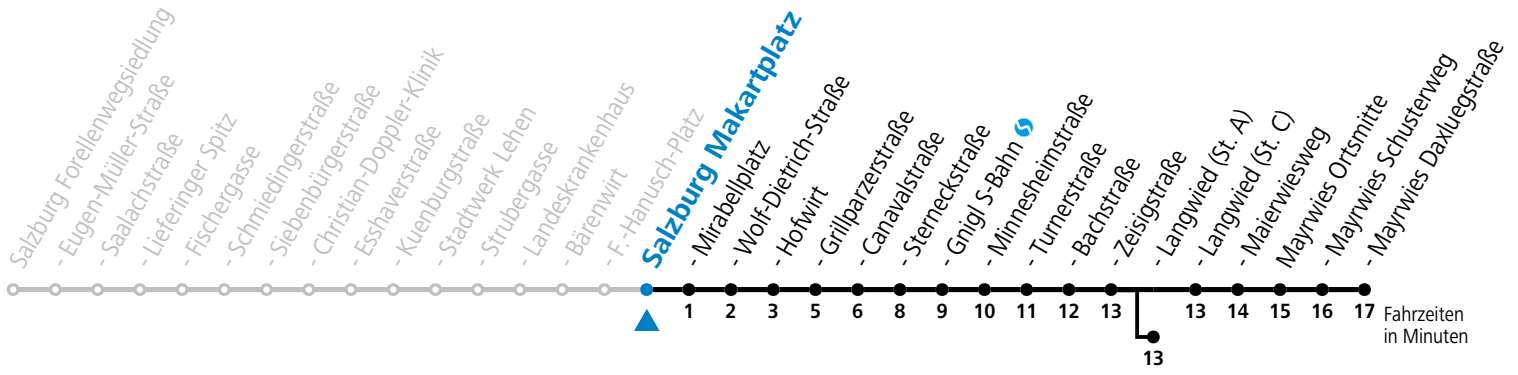 Salzburg Forellenwegsiedlung
- Eugen-Müller-Straße
- Saalachstraße
- Lieferinger Spitz
- Fischergasse
- Schmiedingerstraße
- Siebenbürgerstraße
- Christian-Doppler-Klinik
- Esshaverstraße
- Kuenburgstraße
- Stadtwerk Lehen
- Strubergasse
- Landeskrankenhaus
- Bärenwirt
- F.-Hanusch-Platz
Salzburg Makartplatz
- Mirabellplatz
- Wolf-Dietrich-Straße
- Hofwirt
- Grillparzerstraße
- Canavalstraße
- Sterneckstraße
- Gnigl S-Bahn
- Minnesheimstraße
- Turnerstraße
- Bachstraße
- Zeisigstraße
- Langwied (St. A)
- Langwied (St. C)
- Maierwiesweg
Mayrwies Ortsmitte
- Mayrwies Schusterweg
- Mayrwies Daxluegstraße
1 2 3 5 6 8 9 10 11 12 13 13 14 15 16 17 Fahrzeiten
in Minuten
13